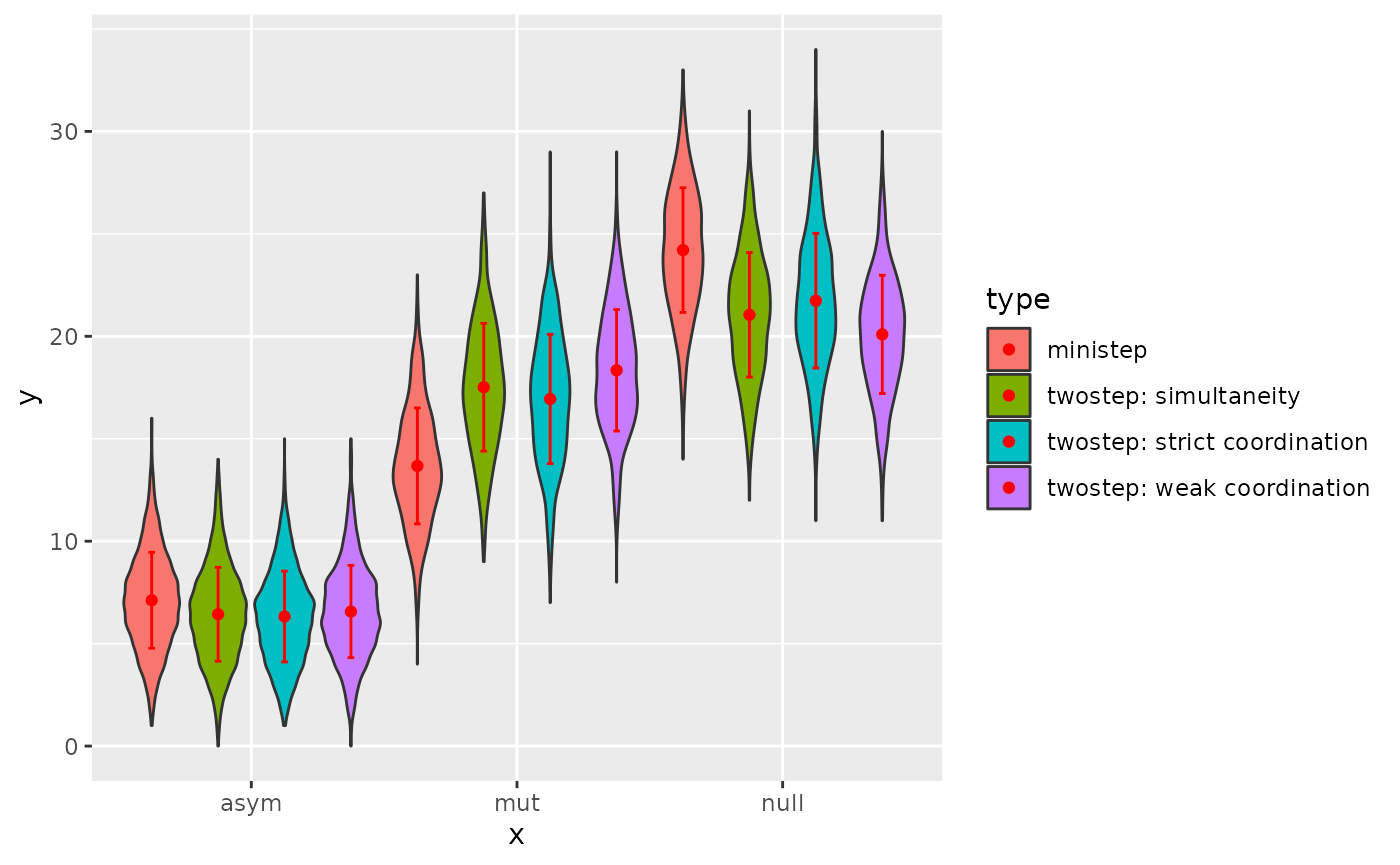 30
20
10
0
y
asym mut null
x
type
ministep
twostep: simultaneity
twostep: strict coordination
twostep: weak coordination